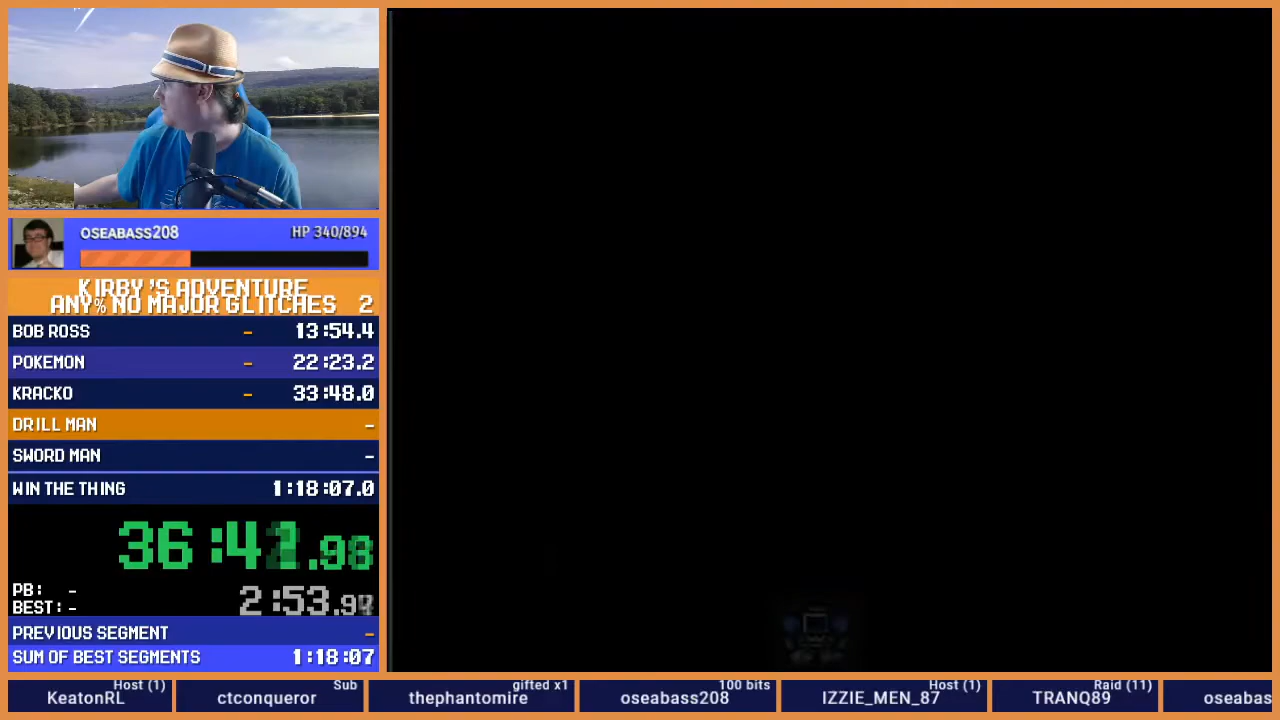 OSEABASS208 HP 340/894
KIRBY'S ADVENTURE
ANY% NO MAJOR GLITCHES 2
BOB ROSS - 13:54.4
POKEMON - 22:23.2
KRACKO - 33:48.0
DRILL MAN -
SWORD MAN -
WIN THE THING 1:18:07.0
PB: -
BEST: - 2:53
PREVIOUS SEGMENT -
SUM OF BEST SEGMENTS 1:18:07
Host (1) Sub gifted x1 100 bits Host (1) Raid (11)
KeatonRL ctconqueror thephantomire oseabass208 IZZIE_MEN_87 TRANQ89 oseabas